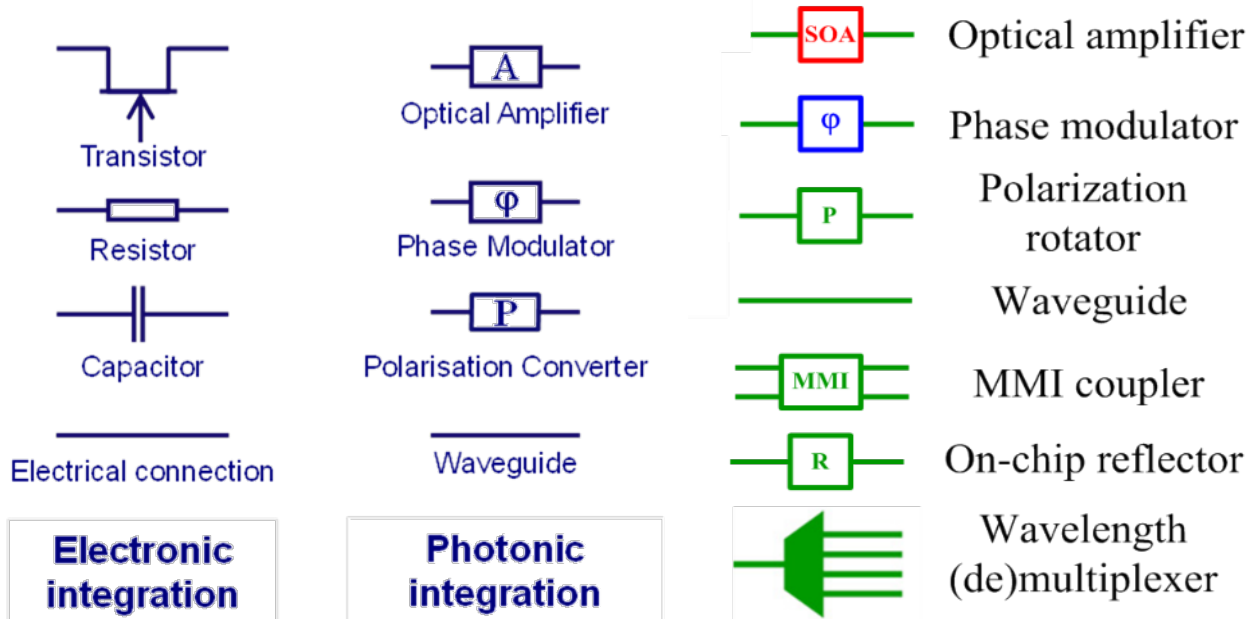 Transistor
Resistor
Capacitor
Electrical connection
Electronic
integration
A
Optical Amplifier
φ
Phase Modulator
P
Polarisation Converter
Waveguide
Photonic
integration
SOA
Optical amplifier
φ
Phase modulator
P
Polarization
rotator
Waveguide
MMI
MMI coupler
R
On-chip reflector
Wavelength
(de)multiplexer